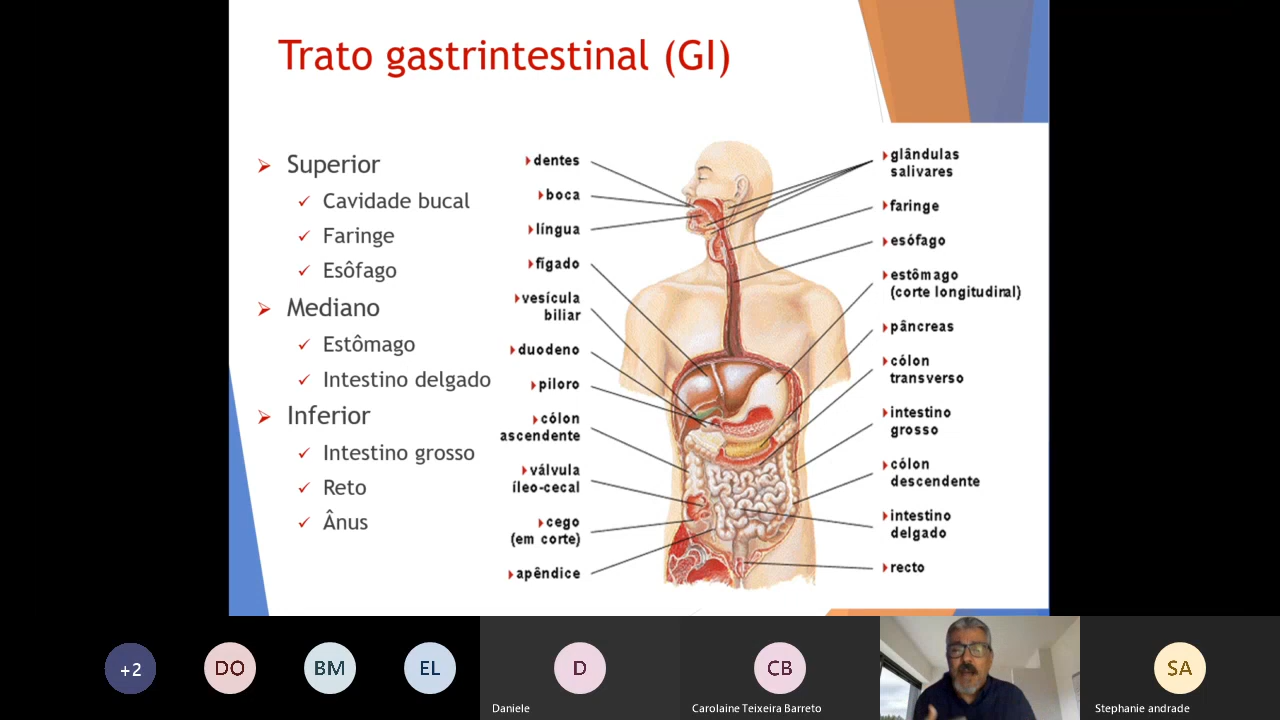 Trato gastrintestinal (GI)
Superior
Cavidade bucal
Faringe
Esôfago
Mediano
Estômago
Intestino delgado
Inferior
Intestino grosso
Reto
Ânus
dentes
boca
língua
fígado
vesícula
biliar
duodeno
piloro
cólon
ascendente
válvula
íleo-cecal
cego
(em corte)
apêndice
glândulas
salivares
faringe
esófago
estômago
(corte longitudiral)
pâncreas
cólon
transverso
intestino
grosso
cólon
descendente
intestino
delgado
recto
+2
DO
BM
EL
D
Daniele
CB
Carolaine Teixeira Barreto
SA
Stephanie andrade